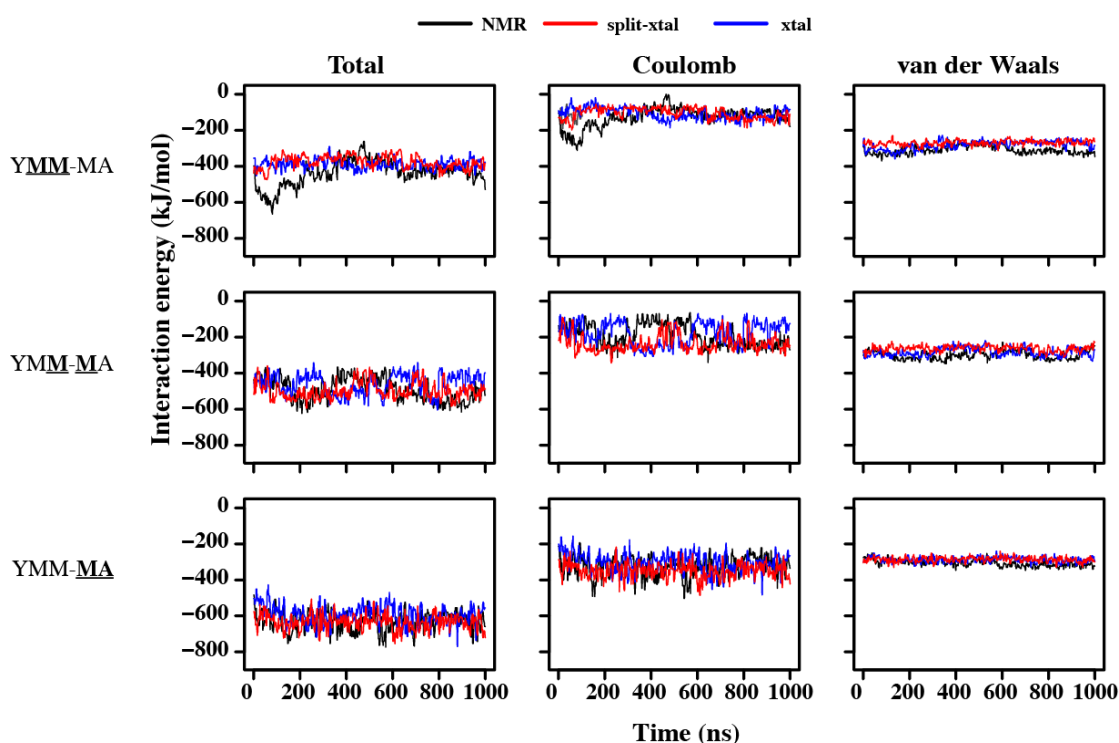 NMR split-xtal xtal
Total Coulomb van der Waals
Interaction energy (kJ/mol)
YMM-MA
0
−200
−400
−600
−800
YMM-MA
0
−200
−400
−600
−800
YMM-MA
0
−200
−400
−600
−800
0 200 400 600 800 1000 0 200 400 600 800 1000 0 200 400 600 800 1000
Time (ns)